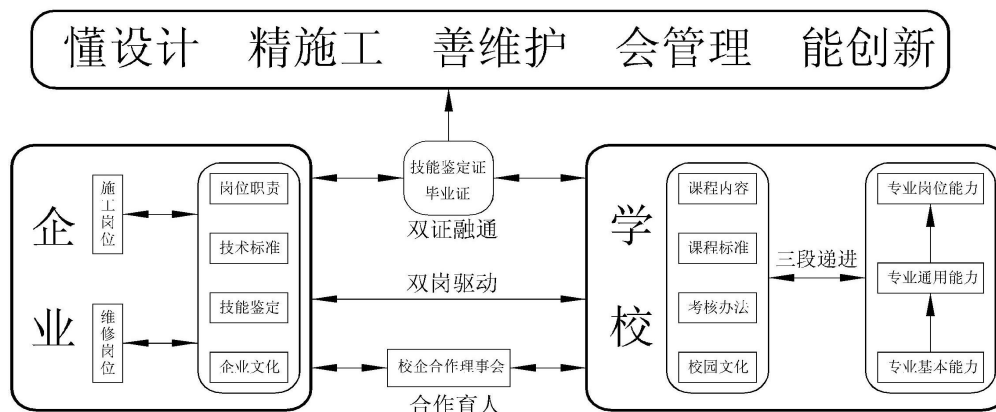 懂设计 精施工 善维护 会管理 能创新
企业
施工岗位
维修岗位
岗位职责
技术标准
技能鉴定
企业文化
技能鉴定证
毕业证
双证融通
双岗驱动
校企合作理事会
合作育人
学校
课程内容
课程标准
考核办法
校园文化
三段递进
专业岗位能力
专业通用能力
专业基本能力